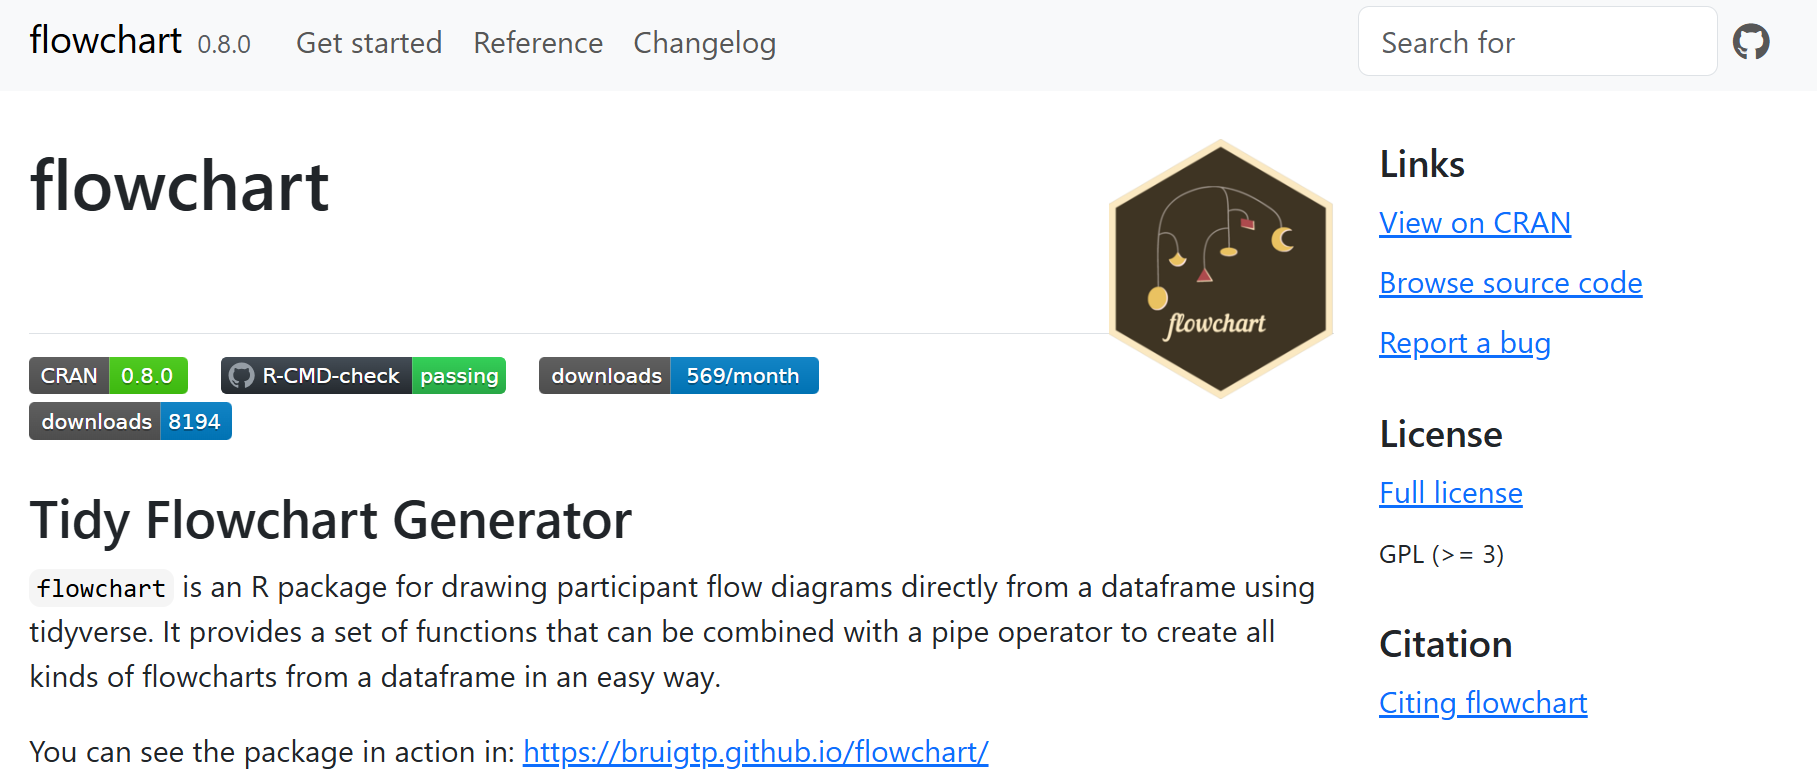 flowchart 0.8.0 Get started Reference Changelog Search for
flowchart
flowchart
CRAN 0.8.0 R-CMD-check passing downloads 569/month
downloads 8194
Tidy Flowchart Generator
flowchart is an R package for drawing participant flow diagrams directly from a dataframe using
tidyverse. It provides a set of functions that can be combined with a pipe operator to create all
kinds of flowcharts from a dataframe in an easy way.
You can see the package in action in: https://bruigtp.github.io/flowchart/
Links
View on CRAN
Browse source code
Report a bug
License
Full license
GPL (>= 3)
Citation
Citing flowchart